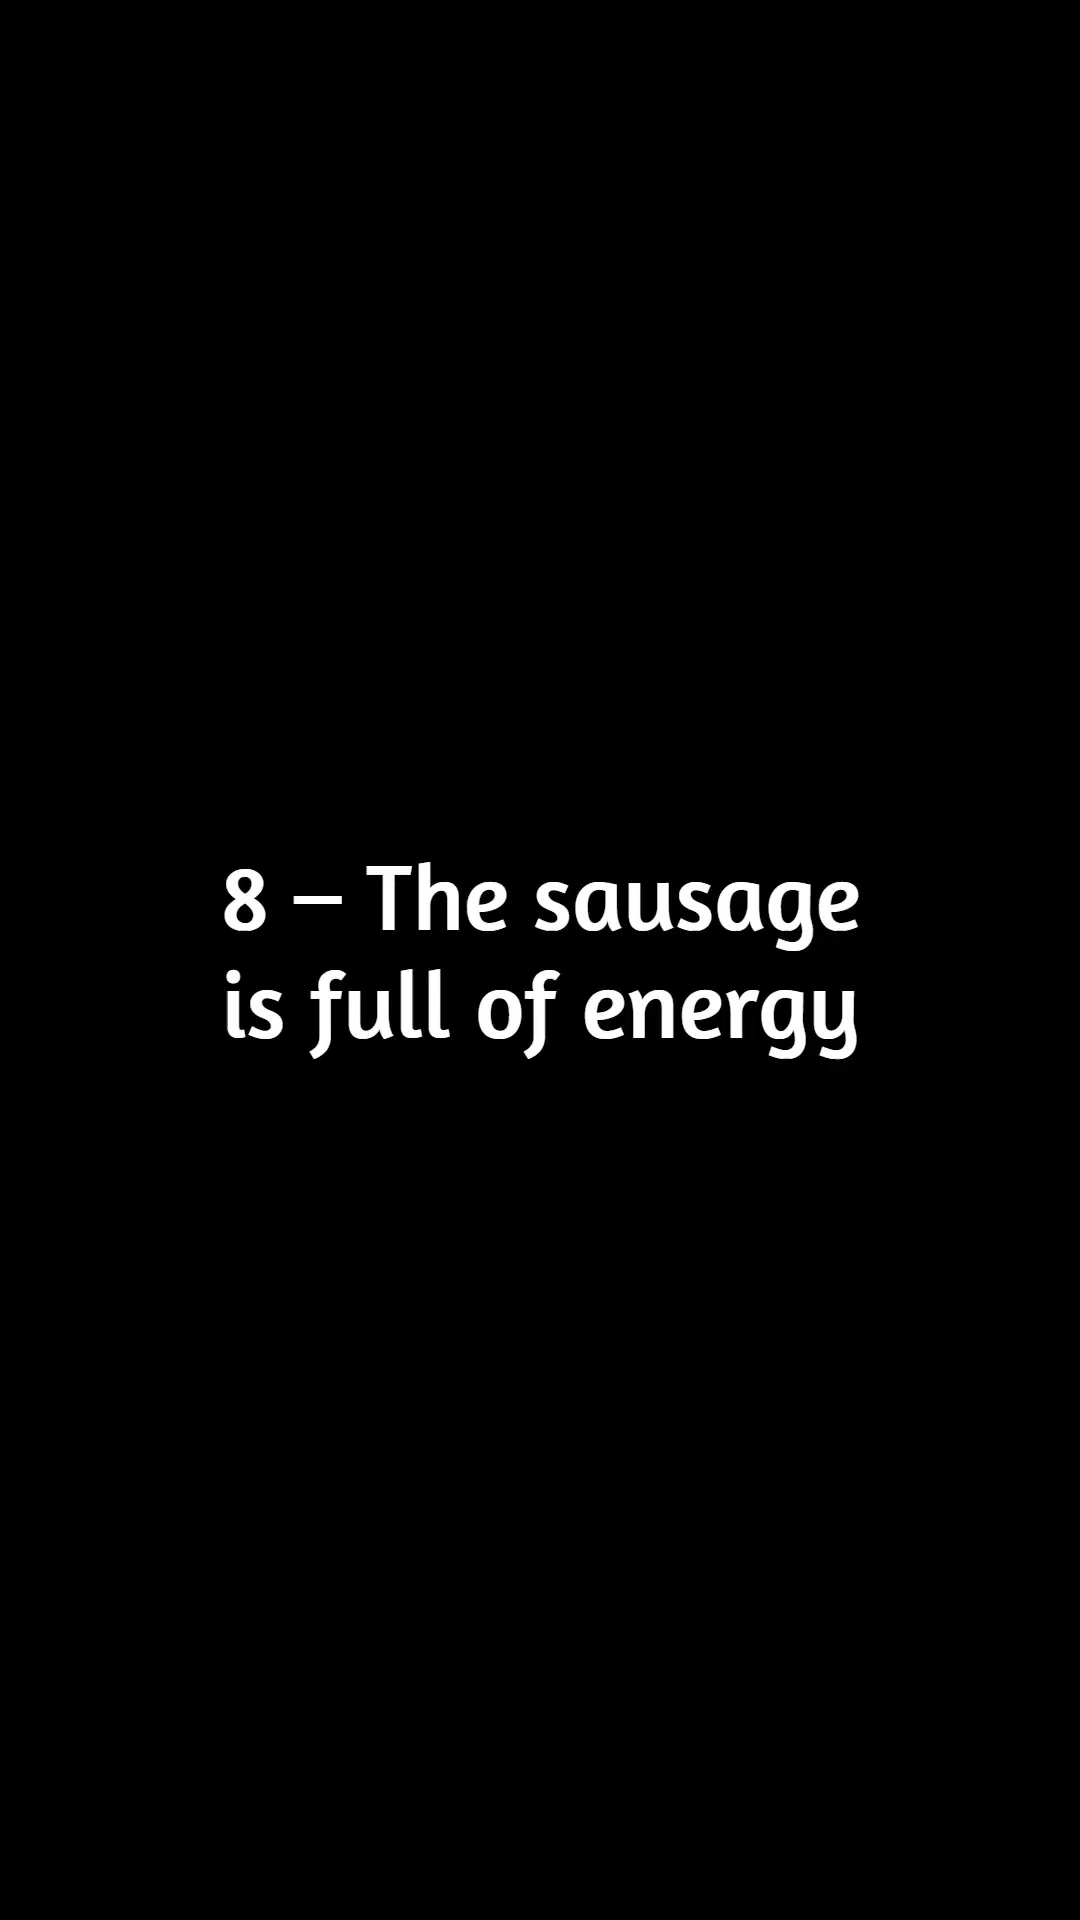 8 – The sausage
is full of energy